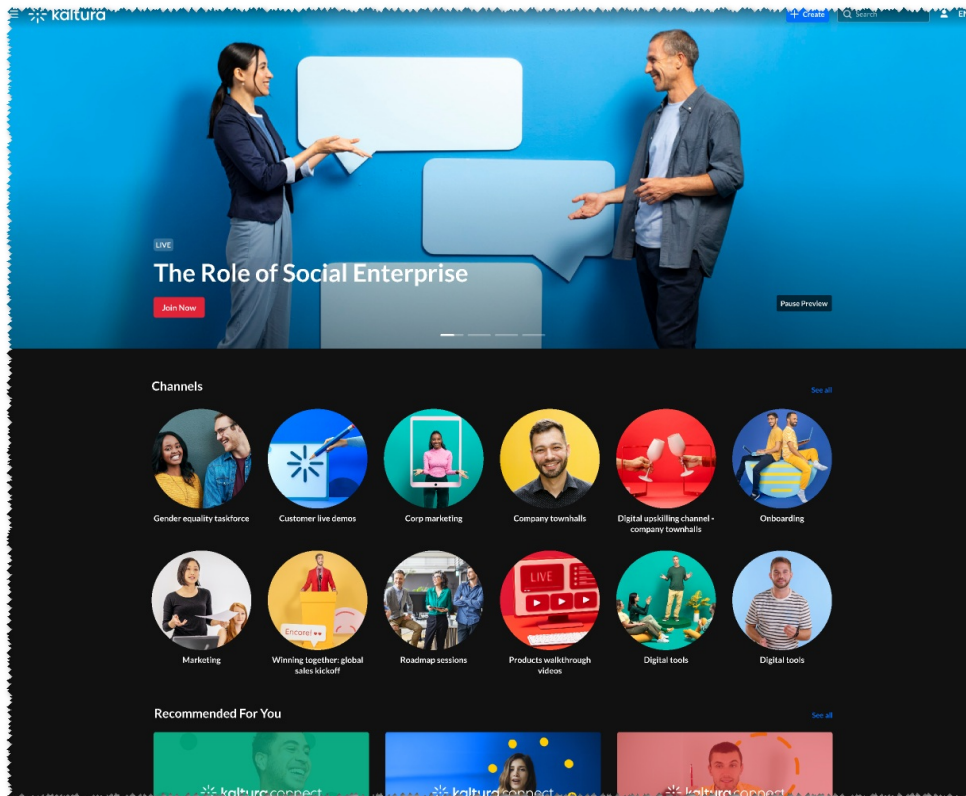 kaltura
+ Create
Search
EN
LIVE
The Role of Social Enterprise
Join Now
Pause Preview
Channels
See all
Gender equality taskforce
Customer live demos
Corp marketing
Company townhalls
Digital upskilling channel -
company townhalls
Onboarding
Encore!
LIVE
Marketing
Winning together: global
sales kickoff
Roadmap sessions
Products walkthrough
videos
Digital tools
Digital tools
Recommended For You
See all
kaltura connect
kaltura connect
kaltura connect